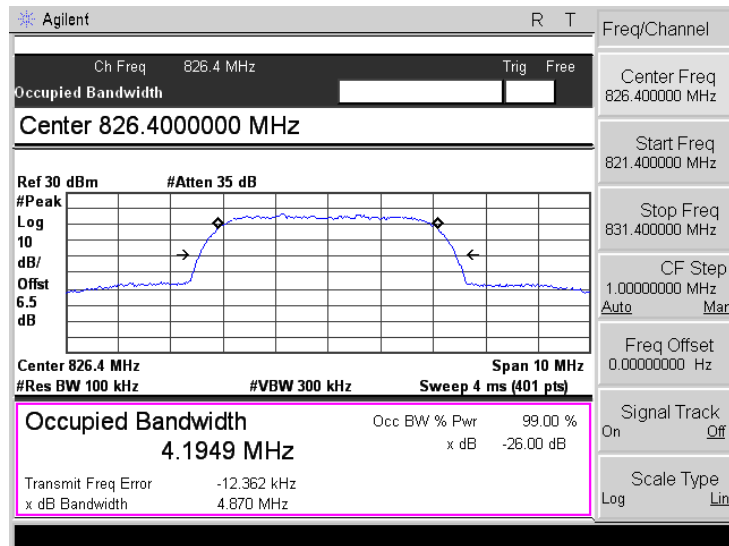 Agilent R T
Ch Freq 826.4 MHz Trig Free
Occupied Bandwidth
Center 826.4000000 MHz
Ref 30 dBm #Atten 35 dB
#Peak
Log
10
dB/
Offst
6.5
dB
Center 826.4 MHz Span 10 MHz
#Res BW 100 kHz #VBW 300 kHz Sweep 4 ms (401 pts)
Occupied Bandwidth Occ BW % Pwr 99.00 %
4.1949 MHz x dB -26.00 dB
Transmit Freq Error -12.362 kHz
x dB Bandwidth 4.870 MHz
Freq/Channel
Center Freq
826.400000 MHz
Start Freq
821.400000 MHz
Stop Freq
831.400000 MHz
CF Step
1.00000000 MHz
Auto Man
Freq Offset
0.00000000 Hz
Signal Track
On Off
Scale Type
Log Lin